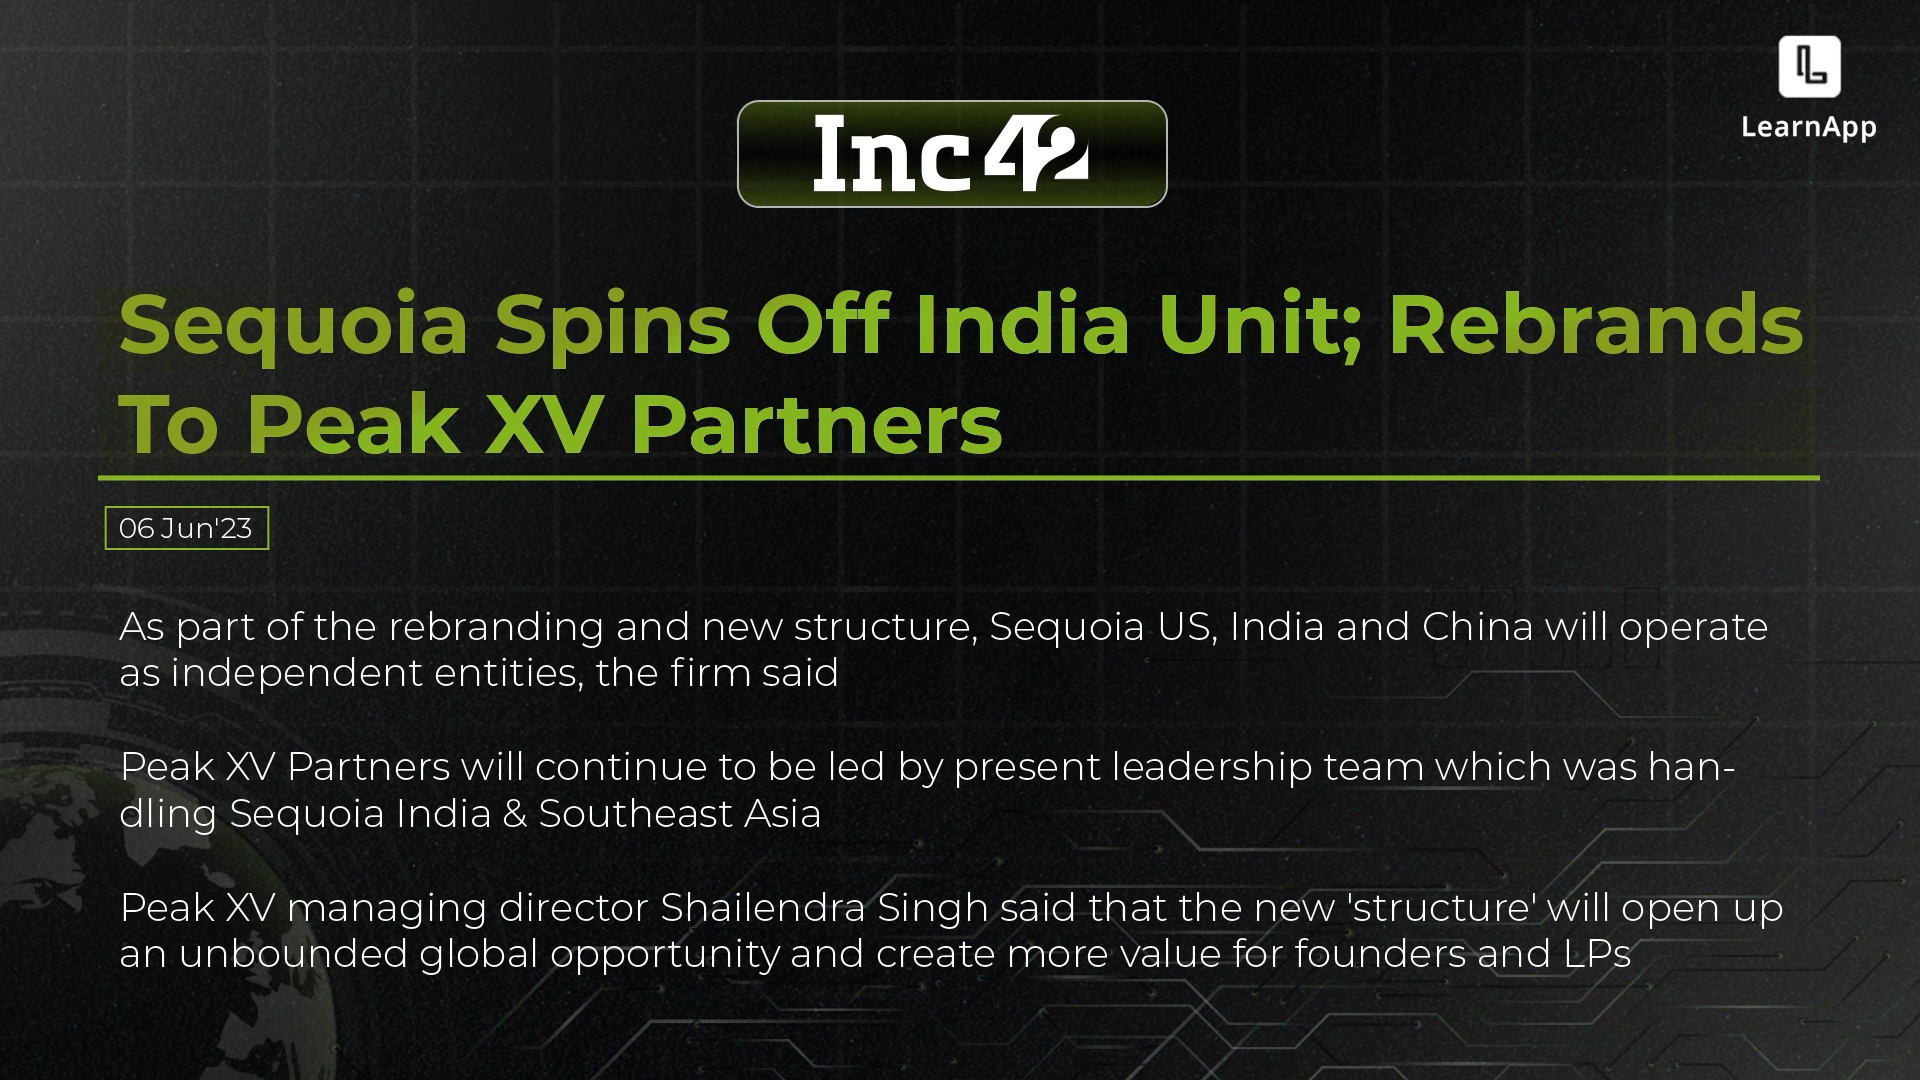 LearnApp
Inc42
Sequoia Spins Off India Unit; Rebrands
To Peak XV Partners
06 Jun'23
As part of the rebranding and new structure, Sequoia US, India and China will operate
as independent entities, the firm said
Peak XV Partners will continue to be led by present leadership team which was han-
dling Sequoia India & Southeast Asia
Peak XV managing director Shailendra Singh said that the new 'structure' will open up
an unbounded global opportunity and create more value for founders and LPs